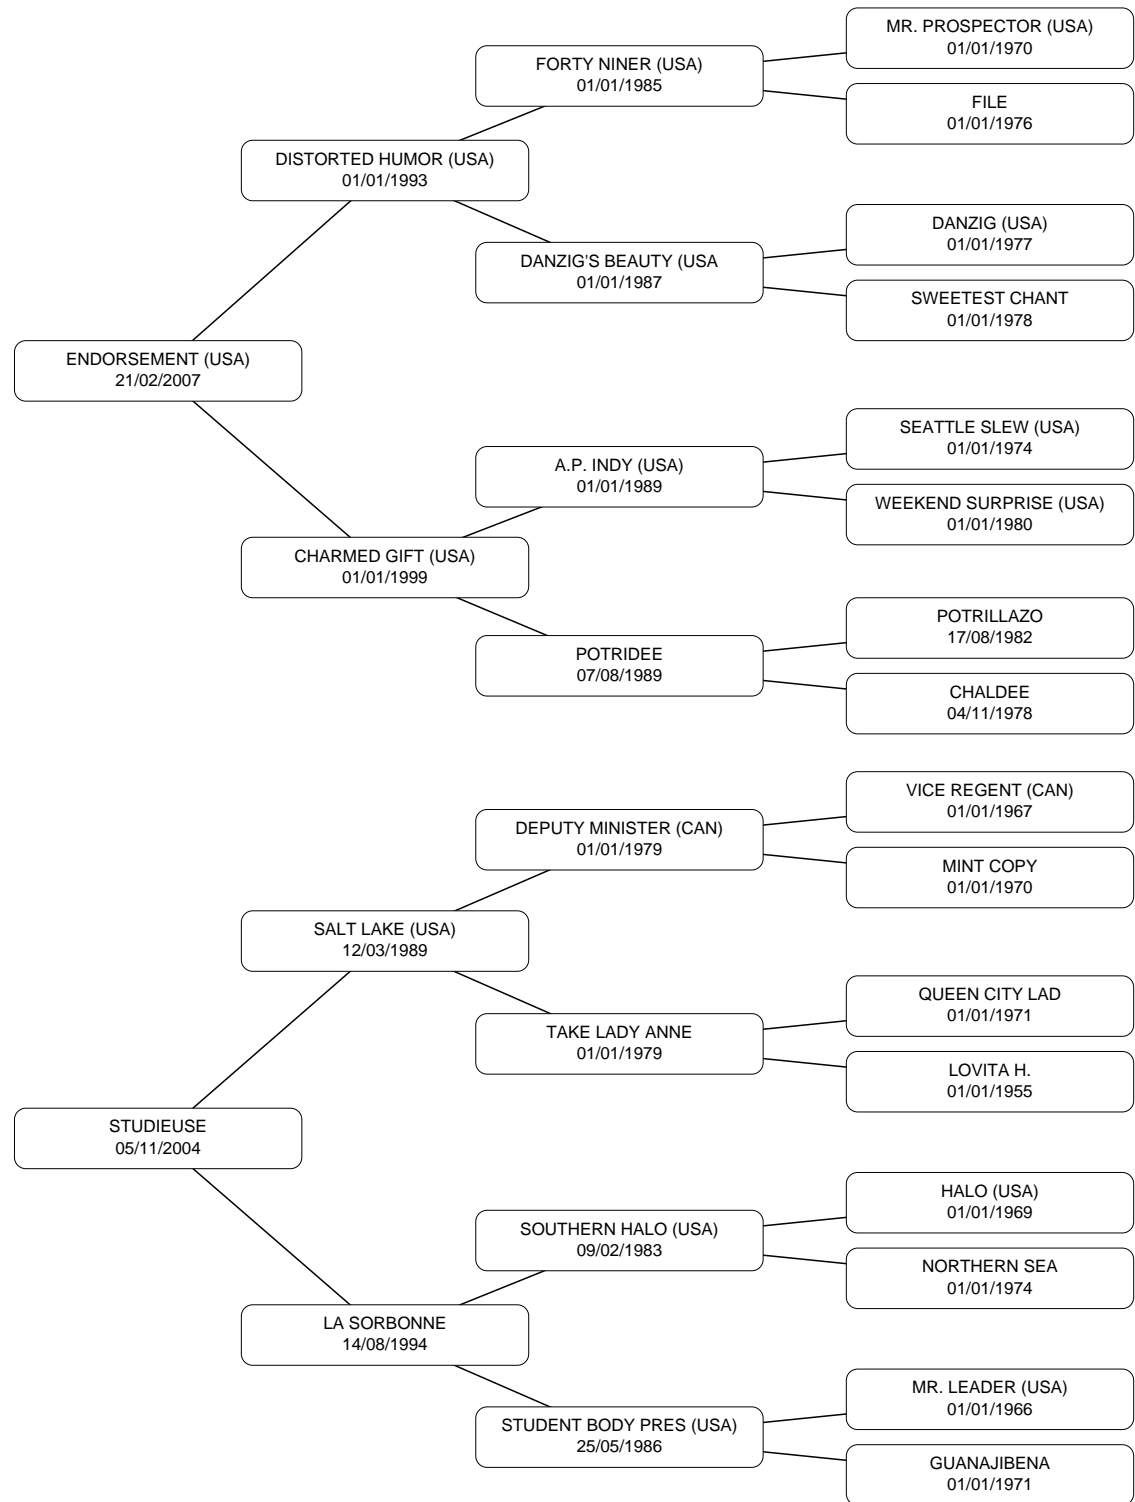 MR. PROSPECTOR (USA)
01/01/1970
FORTY NINER (USA)
01/01/1985
FILE
01/01/1976
DISTORTED HUMOR (USA)
01/01/1993
DANZIG (USA)
01/01/1977
DANZIG'S BEAUTY (USA
01/01/1987
SWEETEST CHANT
01/01/1978
ENDORSEMENT (USA)
21/02/2007
SEATTLE SLEW (USA)
01/01/1974
A.P. INDY (USA)
01/01/1989
WEEKEND SURPRISE (USA)
01/01/1980
CHARMED GIFT (USA)
01/01/1999
POTRILLAZO
17/08/1982
POTRIDEE
07/08/1989
CHALDEE
04/11/1978
VICE REGENT (CAN)
01/01/1967
DEPUTY MINISTER (CAN)
01/01/1979
MINT COPY
01/01/1970
SALT LAKE (USA)
12/03/1989
QUEEN CITY LAD
01/01/1971
TAKE LADY ANNE
01/01/1979
LOVITA H.
01/01/1955
STUDIEUSE
05/11/2004
HALO (USA)
01/01/1969
SOUTHERN HALO (USA)
09/02/1983
NORTHERN SEA
01/01/1974
LA SORBONNE
14/08/1994
MR. LEADER (USA)
01/01/1966
STUDENT BODY PRES (USA)
25/05/1986
GUANAJIBENA
01/01/1971